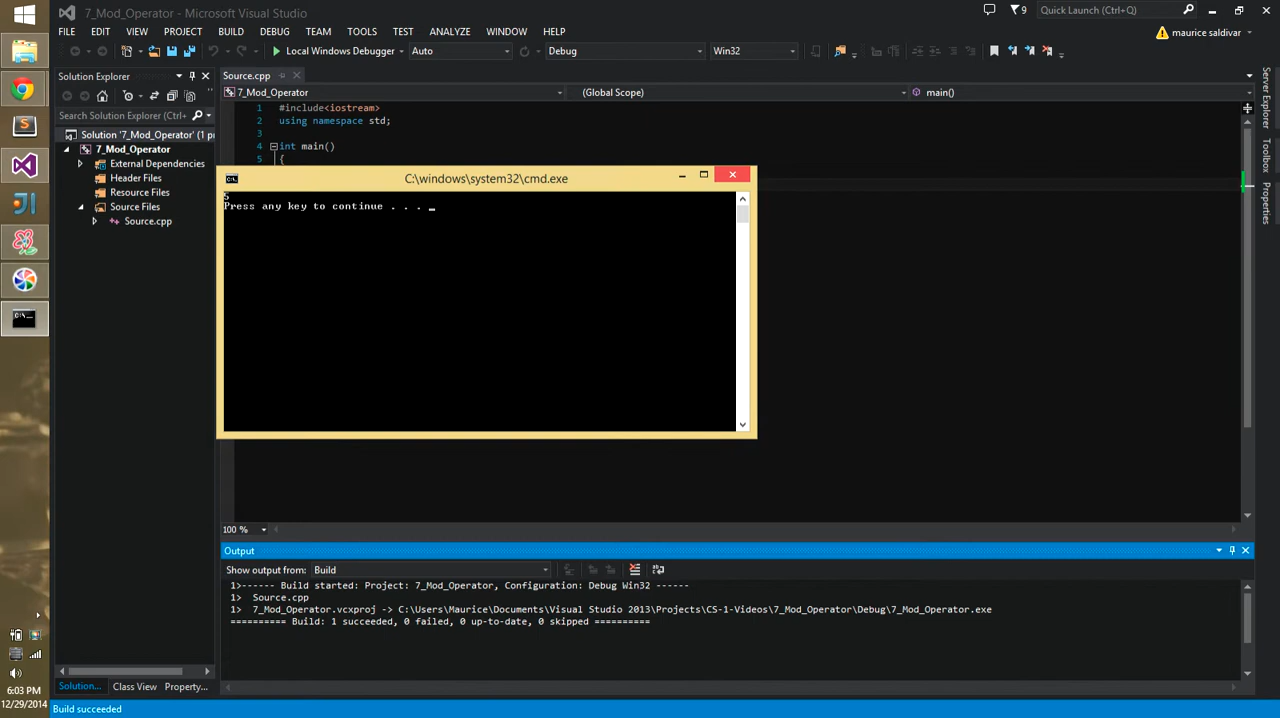 7_Mod_Operator - Microsoft Visual Studio
9
Quick Launch (Ctrl+Q)
FILE EDIT VIEW PROJECT BUILD DEBUG TEAM TOOLS TEST ANALYZE WINDOW HELP
maurice saldivar
Local Windows Debugger
Auto
Debug
Win32
Solution Explorer
Search Solution Explorer (Ctrl+
Solution '7_Mod_Operator' (1 p
7_Mod_Operator
External Dependencies
Header Files
Resource Files
Source Files
Source.cpp
Source.cpp
7_Mod_Operator
(Global Scope)
main()
1 #include<iostream>
2 using namespace std;
3
4 int main()
5 {
C:\windows\system32\cmd.exe
5
Press any key to continue . . . _
100 %
Output
Show output from: Build
1>------ Build started: Project: 7_Mod_Operator, Configuration: Debug Win32 ------
1> Source.cpp
1> 7_Mod_Operator.vcxproj -> C:\Users\Maurice\Documents\Visual Studio 2013\Projects\CS-1-Videos\7_Mod_Operator\Debug\7_Mod_Operator.exe
========== Build: 1 succeeded, 0 failed, 0 up-to-date, 0 skipped ==========
Solution... Class View Property...
Build succeeded
Server Explorer
Toolbox
Properties
6:03 PM
12/29/2014